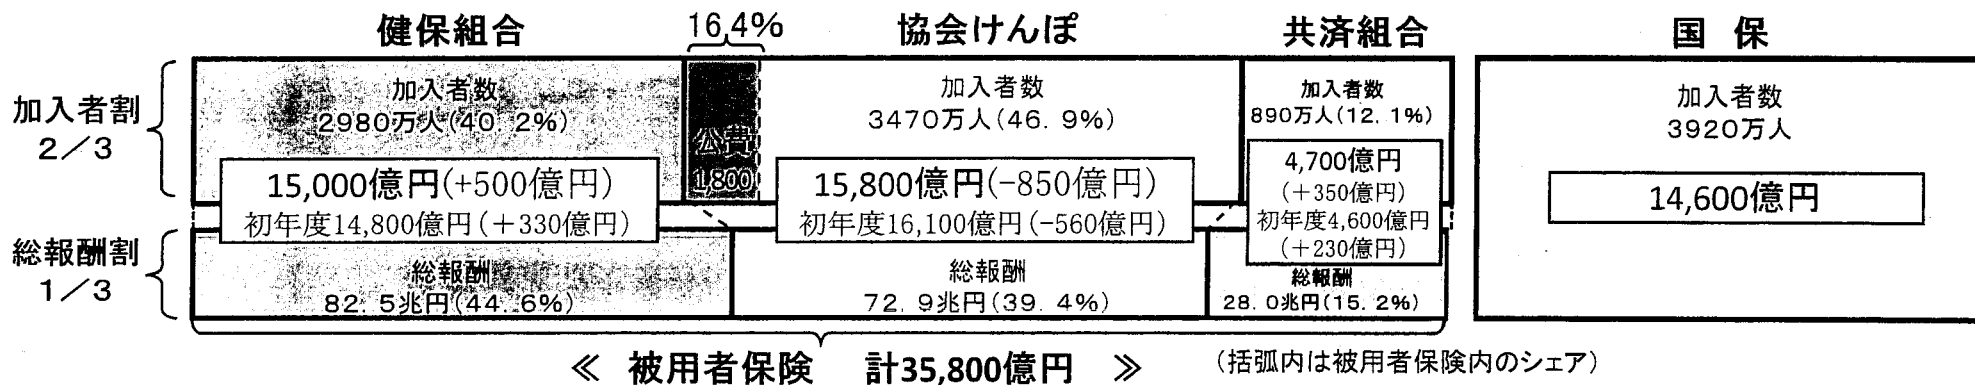 健保組合
16.4%
協会けんぽ
共済組合
国 保
加入者割
2/3
加入者数
2980万人(40.2%)
公費
1,800
加入者数
3470万人(46.9%)
加入者数
890万人(12.1%)
加入者数
3920万人
15,000億円(+500億円)
初年度14,800億円(+330億円)
15,800億円(-850億円)
初年度16,100億円(-560億円)
4,700億円
(+350億円)
初年度4,600億円
(+230億円)
14,600億円
総報酬割
1/3
総報酬
82.5兆円(44.6%)
総報酬
72.9兆円(39.4%)
総報酬
28.0兆円(15.2%)
≪ 被用者保険 計35,800億円 ≫
(括弧内は被用者保険内のシェア)